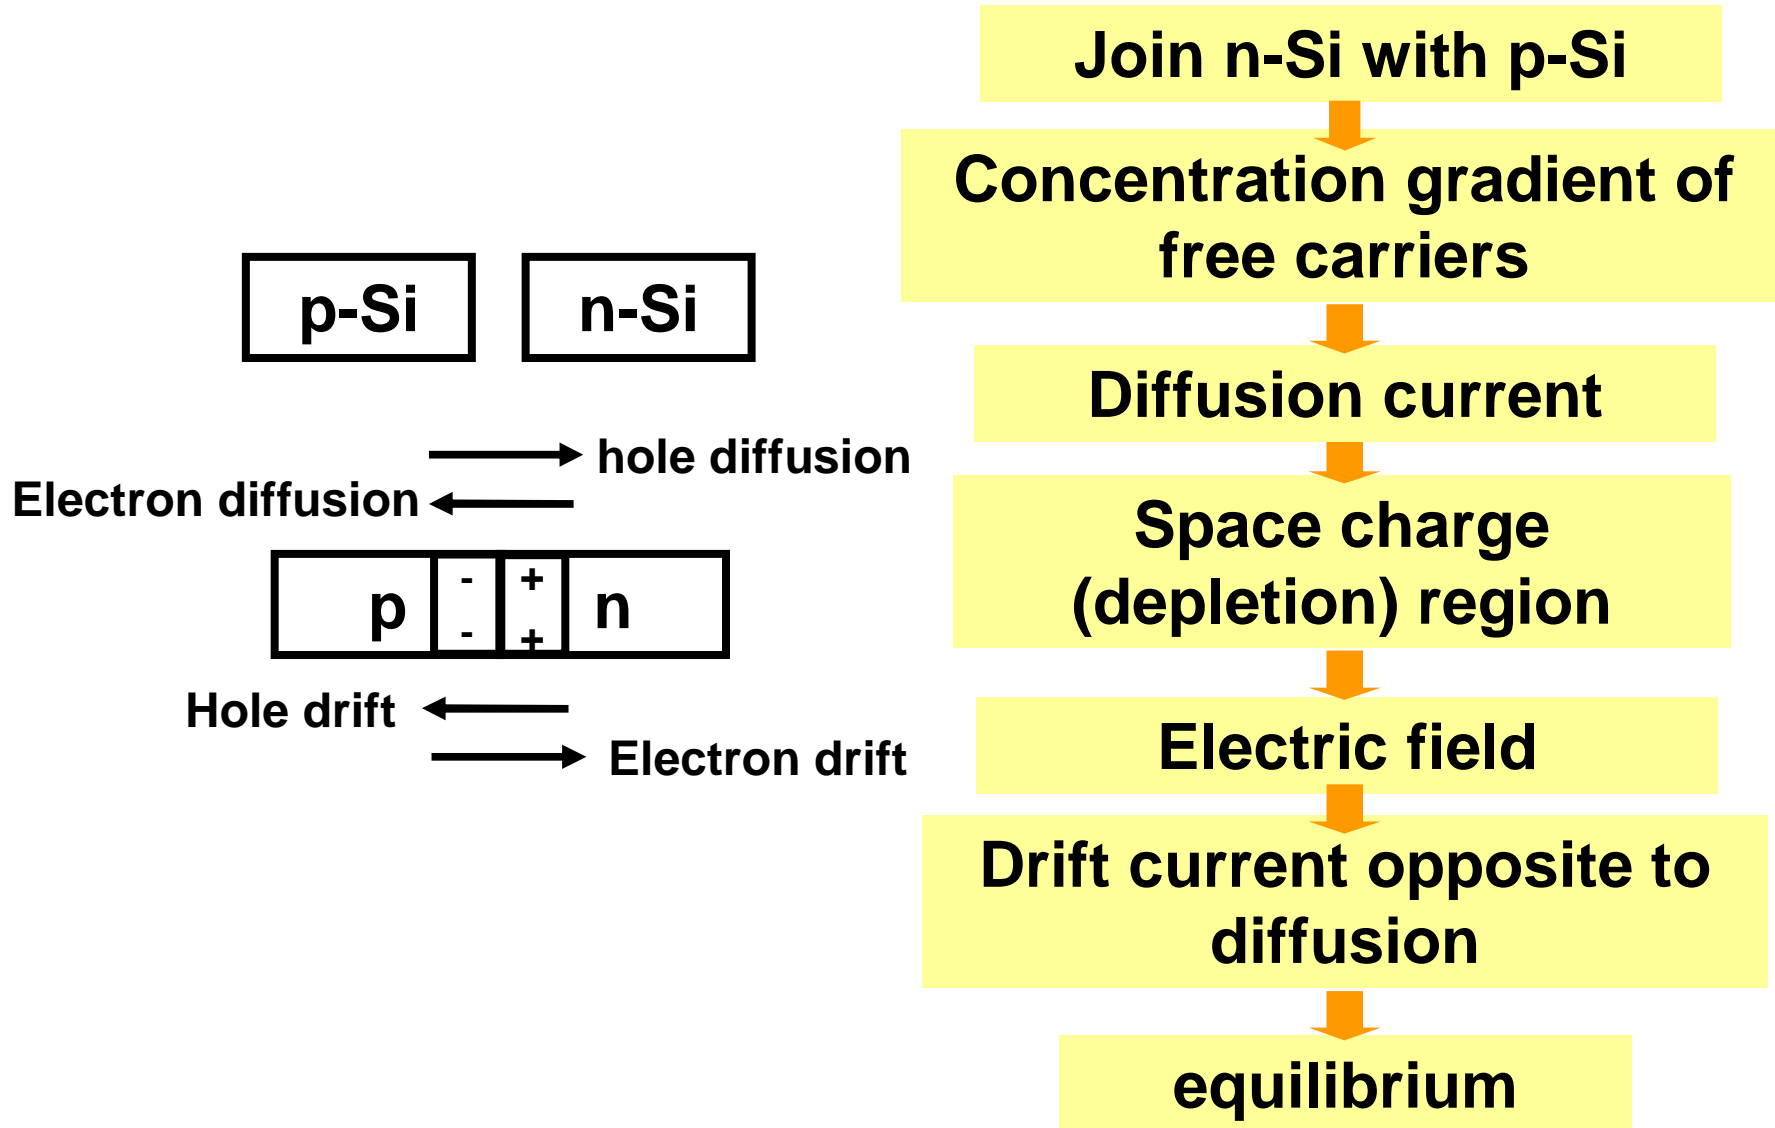 p-Si
n-Si
hole diffusion
Electron diffusion
p
-
+
n
-
+
Hole drift
Electron drift
Join n-Si with p-Si
Concentration gradient of
free carriers
Diffusion current
Space charge
(depletion) region
Electric field
Drift current opposite to
diffusion
equilibrium